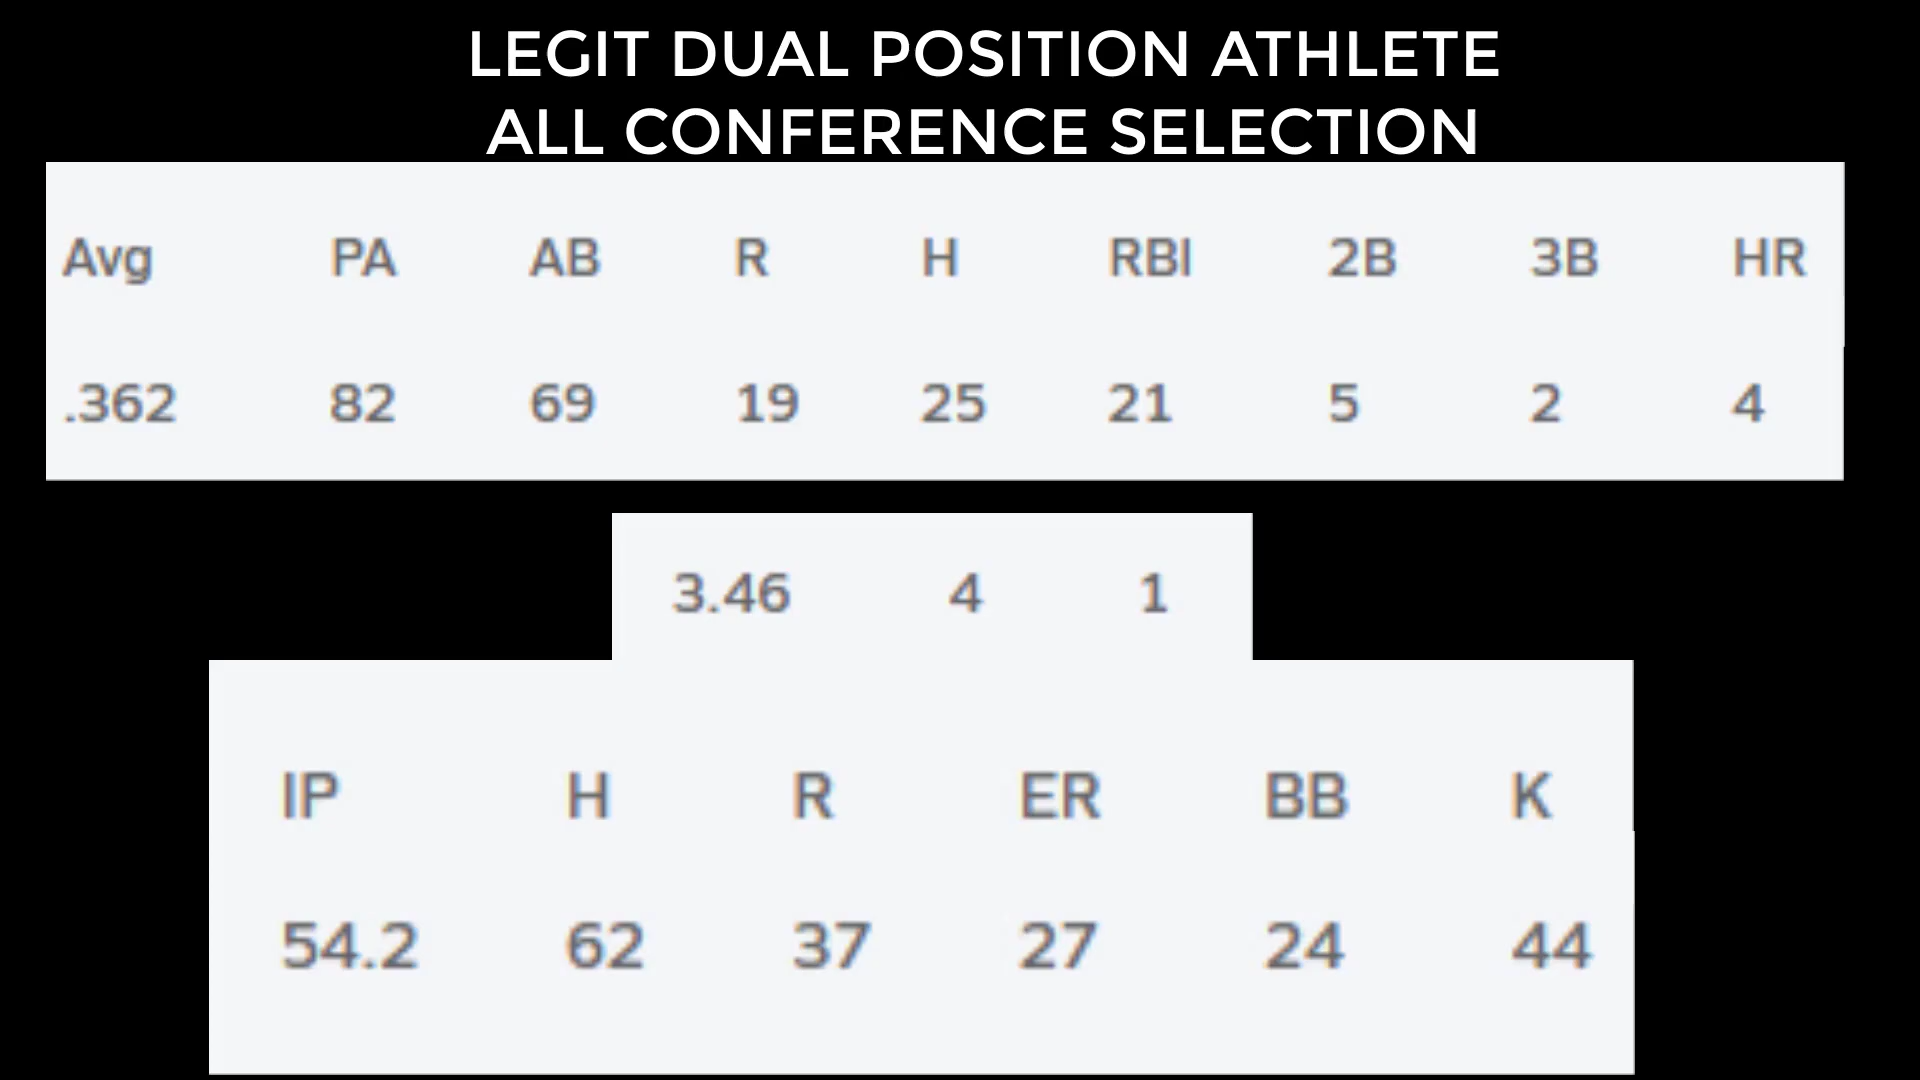 LEGIT DUAL POSITION ATHLETE
ALL CONFERENCE SELECTION
Avg PA AB R H RBI 2B 3B HR
.362 82 69 19 25 21 5 2 4
3.46 4 1
IP H R ER BB K
54.2 62 37 27 24 44